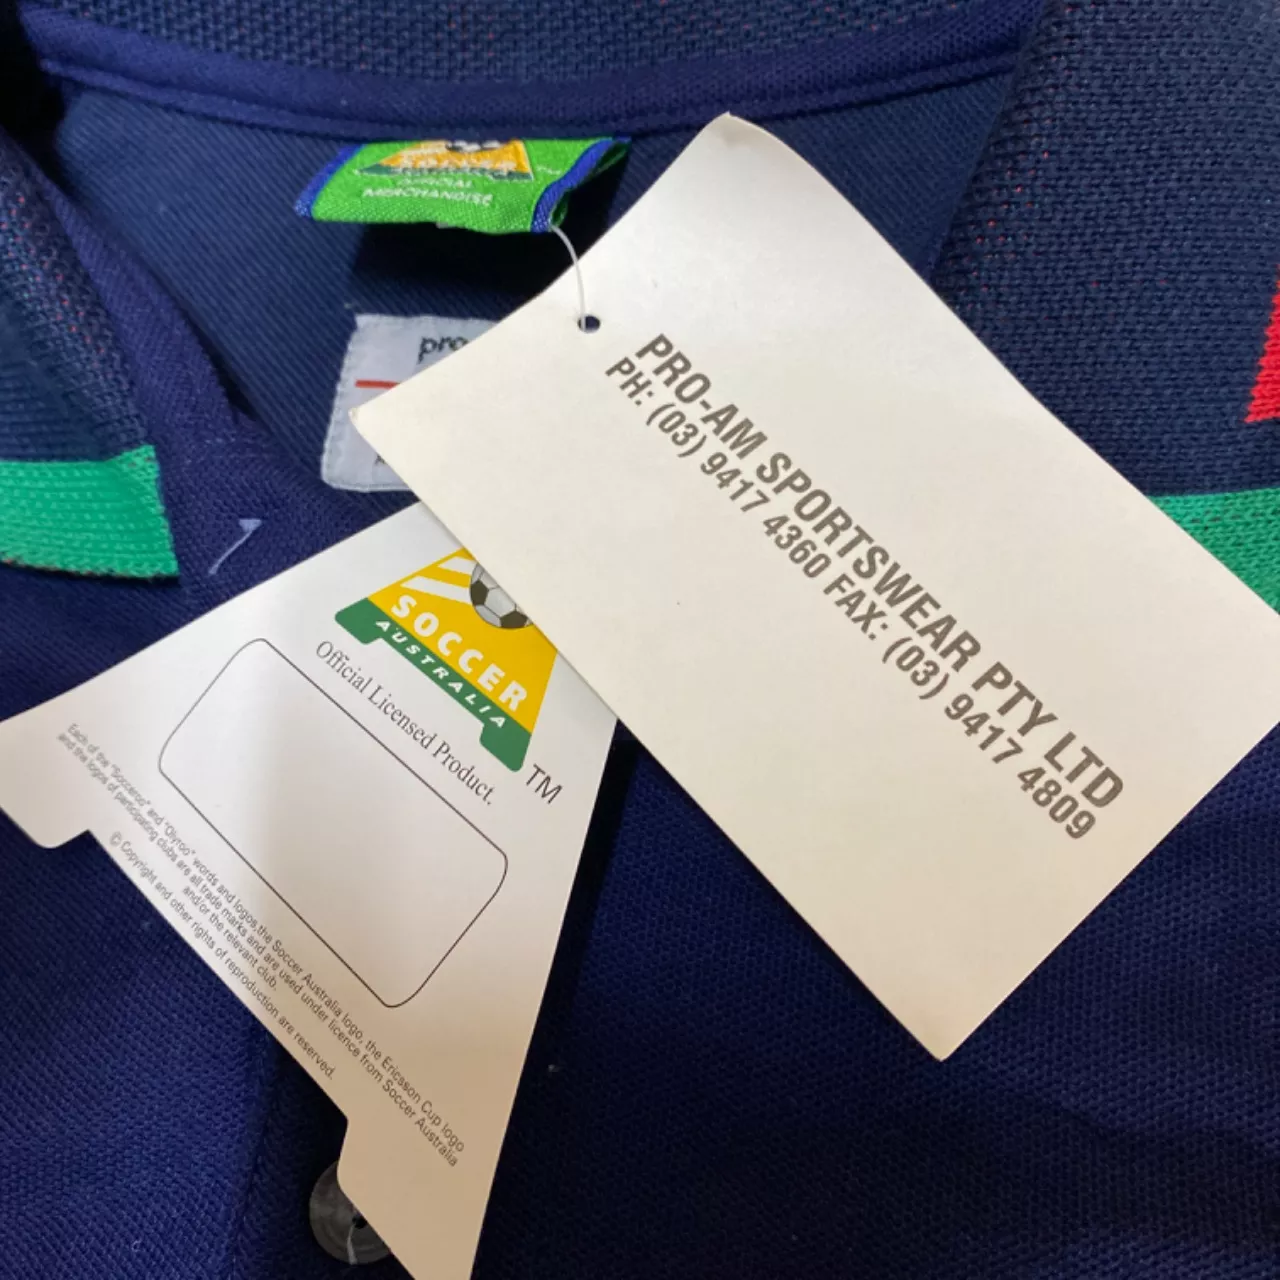 OFFICIAL
MERCHANDISE
PRO-AM SPORTSWEAR PTY LTD
PH: (03) 9417 4360 FAX: (03) 9417 4809
SOCCER
AUSTRALIA
TM
Official Licensed Product.
Each of the "Socceroo" and "Olyroo" words and logos,the Soccer Australia logo, the Ericsson Cup logo
and the logos of participating clubs are all trade marks and are used under licence from Soccer Australia
and/or the relevant club.
© Copyright and other rights of reproduction are reserved.